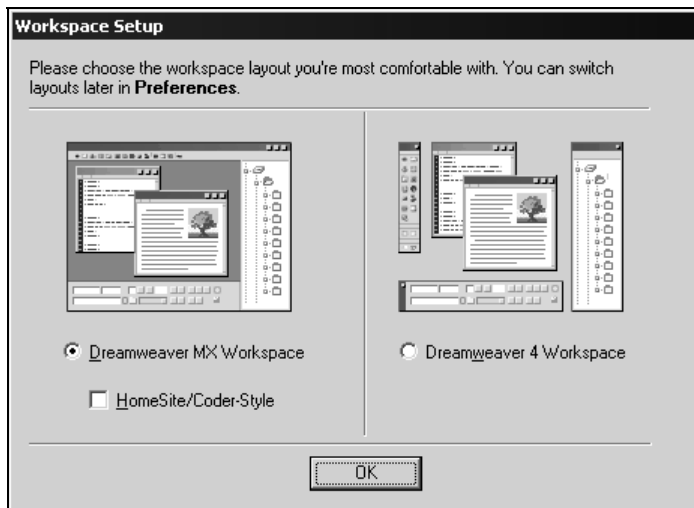 Workspace Setup
Please choose the workspace layout you're most comfortable with. You can switch
layouts later in Preferences.
Dreamweaver MX Workspace
Dreamweaver 4 Workspace
HomeSite/Coder-Style
OK